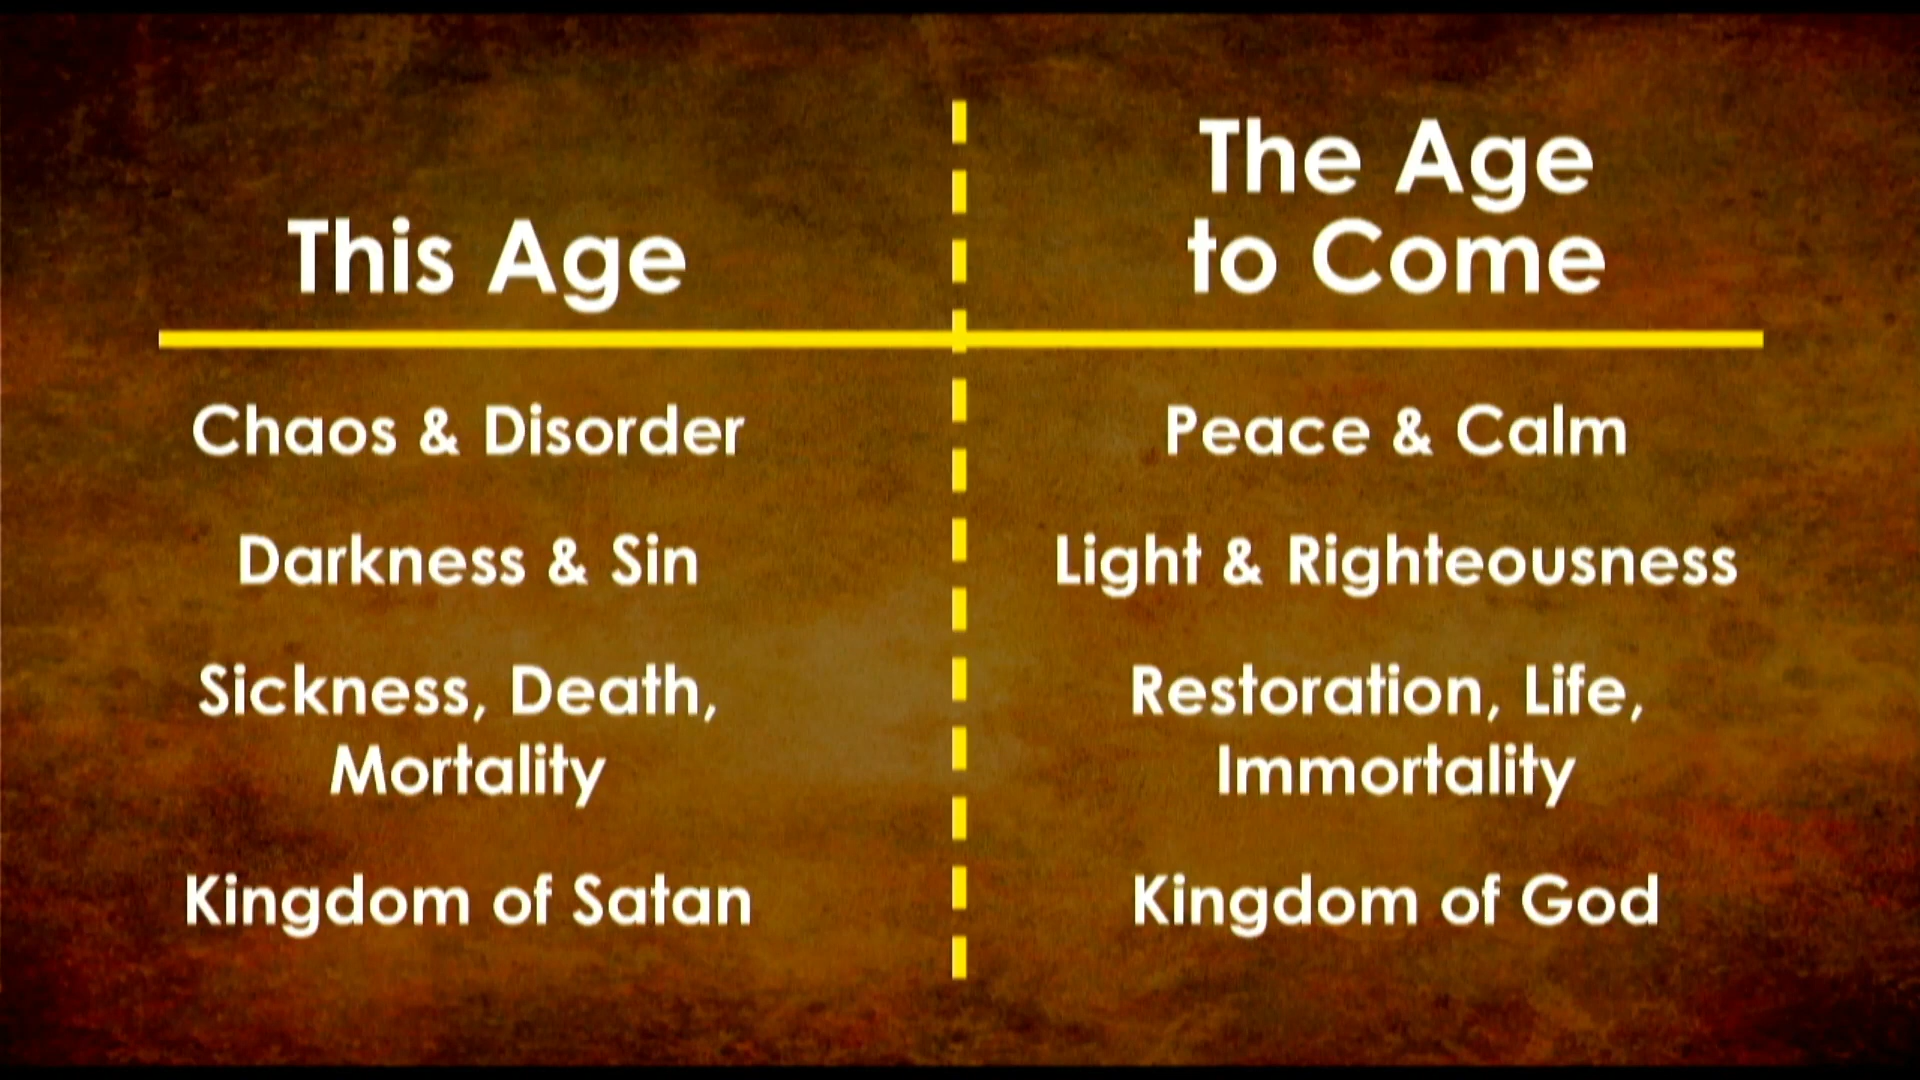 This Age
The Age
to Come
Chaos & Disorder
Peace & Calm
Darkness & Sin
Light & Righteousness
Sickness, Death,
Mortality
Restoration, Life,
Immortality
Kingdom of Satan
Kingdom of God